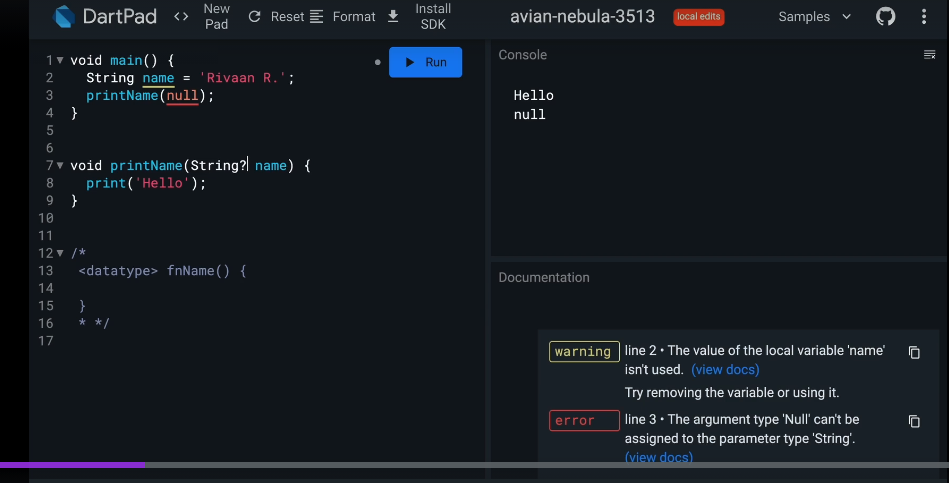 DartPad <> New Pad Reset Format Install SDK avian-nebula-3513 local edits Samples
1 void main() {
2 String name = 'Rivaan R.';
3 printName(null);
4 }
5
6
7 void printName(String? name) {
8 print('Hello');
9 }
10
11
12 /*
13 <datatype> fnName() {
14
15 }
16 * */
17
Run
Console
Hello
null
Documentation
warning line 2 • The value of the local variable 'name'
isn't used. (view docs)
Try removing the variable or using it.
error line 3 • The argument type 'Null' can't be
assigned to the parameter type 'String'.
(view docs)